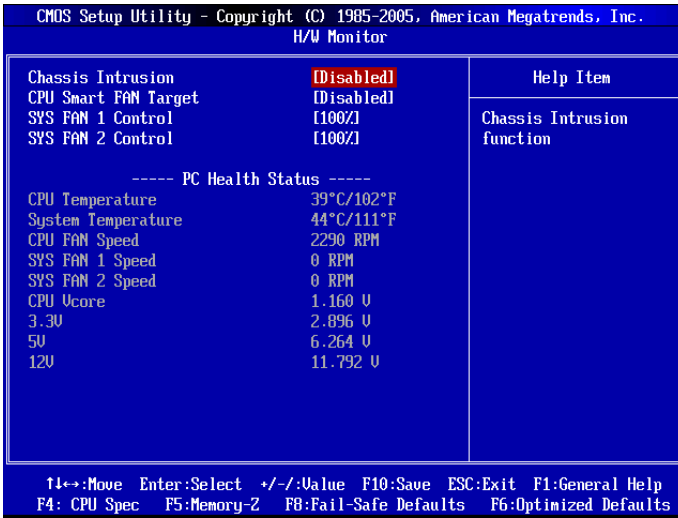 CMOS Setup Utility - Copyright (C) 1985-2005, American Megatrends, Inc.
H/W Monitor
Chassis Intrusion [Disabled]
CPU Smart FAN Target [Disabled]
SYS FAN 1 Control [100%]
SYS FAN 2 Control [100%]
----- PC Health Status -----
CPU Temperature 39°C/102°F
System Temperature 44°C/111°F
CPU FAN Speed 2290 RPM
SYS FAN 1 Speed 0 RPM
SYS FAN 2 Speed 0 RPM
CPU Vcore 1.160 V
3.3V 2.896 V
5V 6.264 V
12V 11.792 V
Help Item
Chassis Intrusion
function
↑↓↔:Move Enter:Select +/-/:Value F10:Save ESC:Exit F1:General Help
F4: CPU Spec F5:Memory-Z F8:Fail-Safe Defaults F6:Optimized Defaults